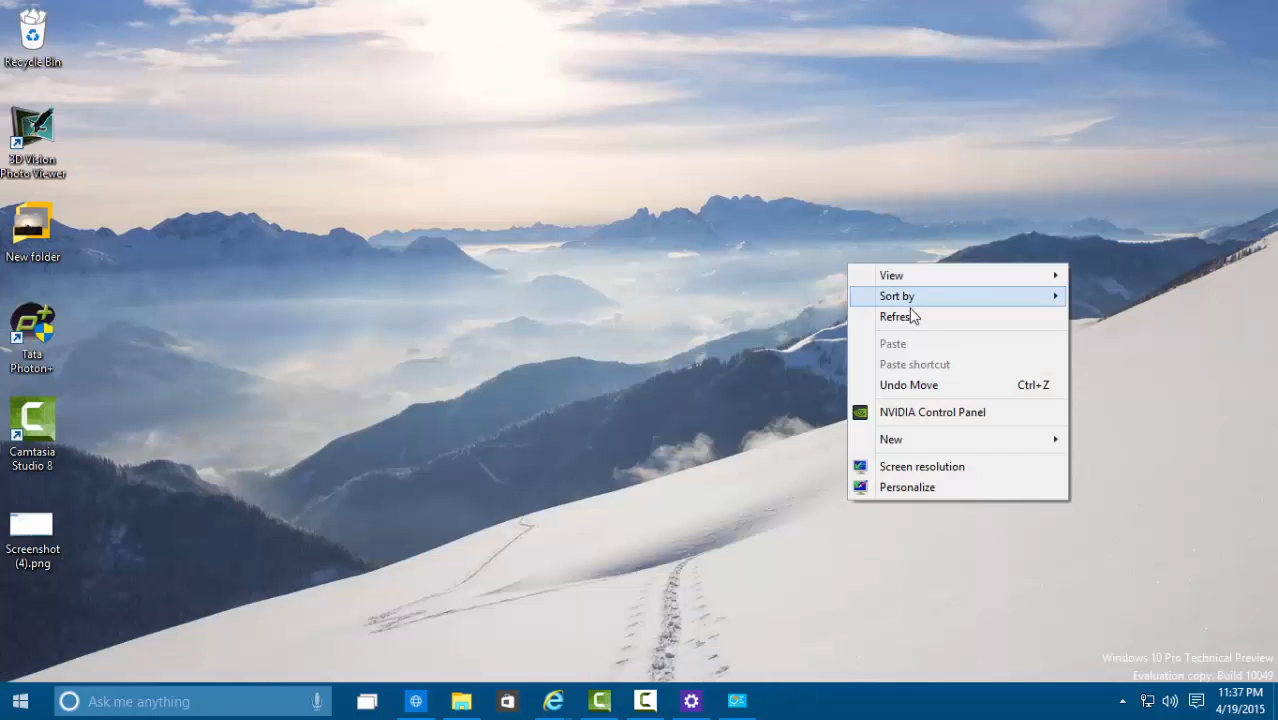 Recycle Bin
3D Vision
Photo Viewer
New folder
Tata
Photon+
Camtasia
Studio 8
Screenshot
(4).png
View
Sort by
Refres
Paste
Paste shortcut
Undo Move Ctrl+Z
NVIDIA Control Panel
New
Screen resolution
Personalize
Windows 10 Pro Technical Preview
Evaluation copy. Build 10049
Ask me anything
11:37 PM
4/19/2015